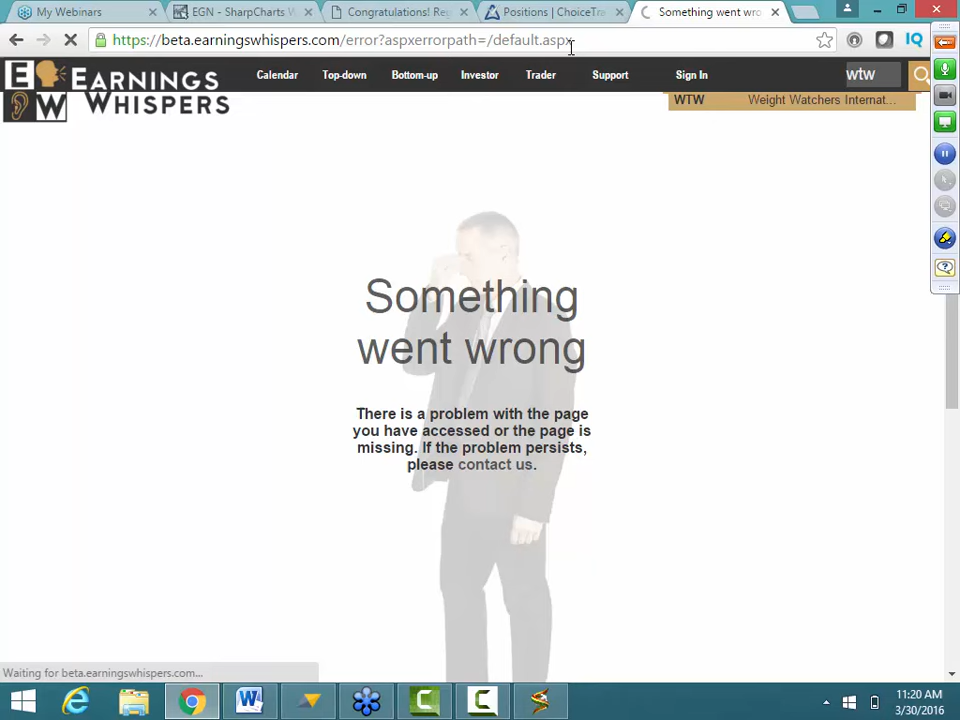 My Webinars
EGN - SharpCharts W
Congratulations! Re
Positions | ChoiceTra
Something went wro
https://beta.earningswhispers.com/error?aspxerrorpath=/default.aspx
IQ
E W EARNINGS WHISPERS
Calendar
Top-down
Bottom-up
Investor
Trader
Support
Sign In
wtw
WTW Weight Watchers Internat...
Something
went wrong
There is a problem with the page
you have accessed or the page is
missing. If the problem persists,
please contact us.
Waiting for beta.earningswhispers.com...
11:20 AM
3/30/2016